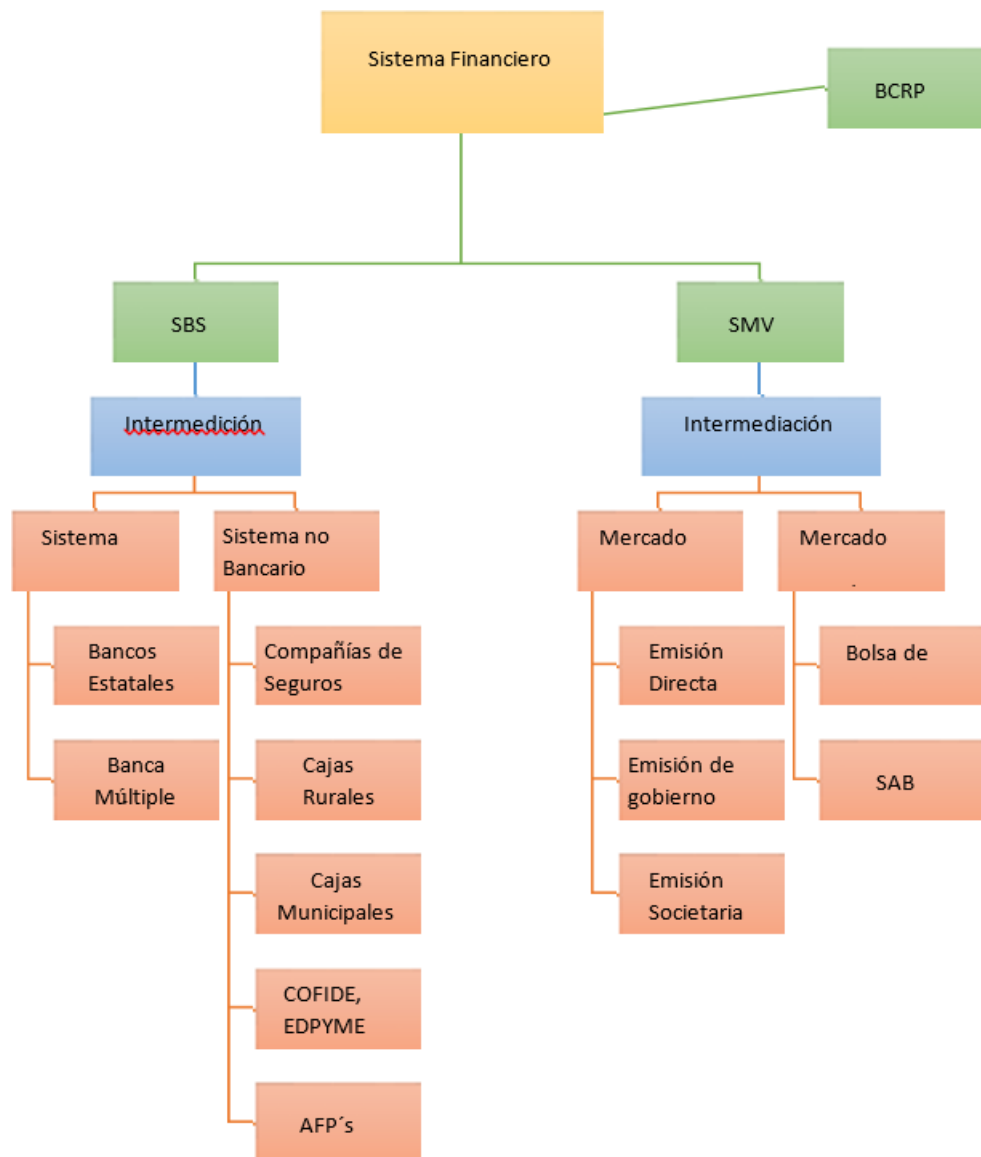 Sistema Financiero
BCRP
SBS
SMV
Intermedición
Intermediación
Sistema
Sistema no
Bancario
Mercado
Mercado
.
Bancos
Estatales
Compañías de
Seguros
Emisión
Directa
Bolsa de
Banca
Múltiple
Cajas
Rurales
Emisión de
gobierno
SAB
Cajas
Municipales
Emisión
Societaria
COFIDE,
EDPYME
AFP´s